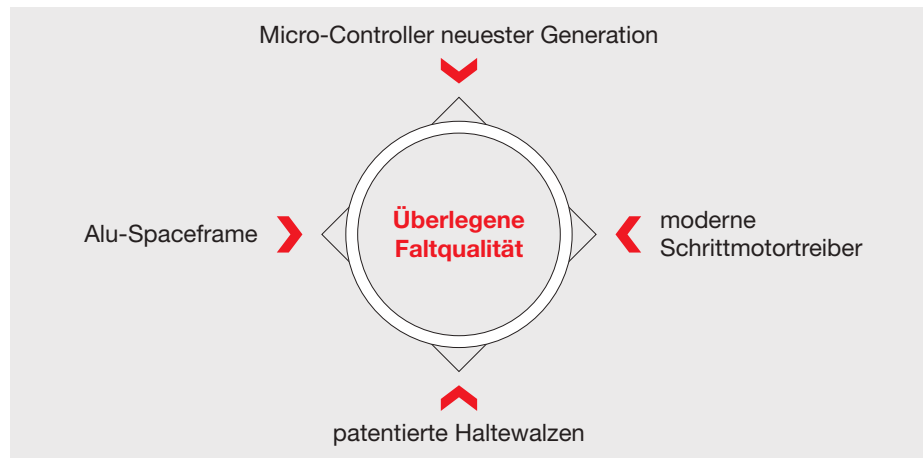 Micro-Controller neuester Generation
Alu-Spaceframe
Überlegene
Faltqualität
moderne
Schrittmotortreiber
patentierte Haltewalzen